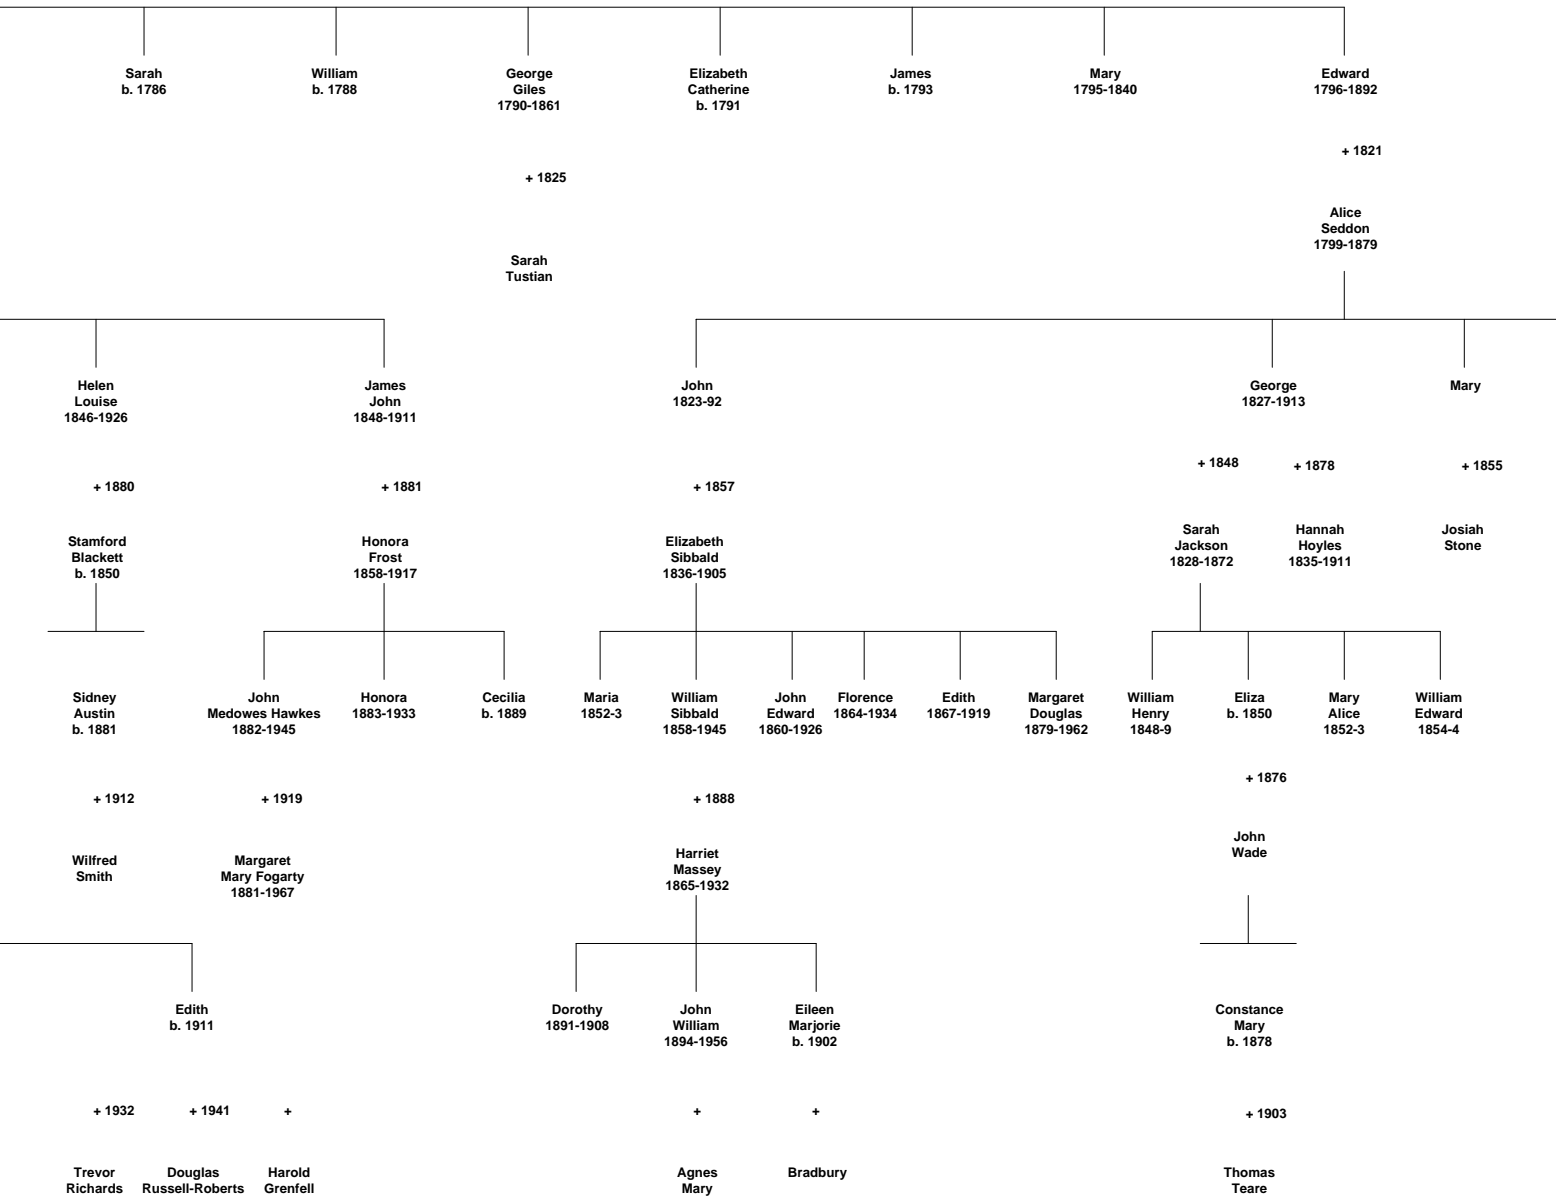 Sarah
b. 1786
William
b. 1788
George
Giles
1790-1861
Elizabeth
Catherine
b. 1791
James
b. 1793
Mary
1795-1840
Edward
1796-1892
+ 1821
+ 1825
Alice
Seddon
1799-1879
Sarah
Tustian
Helen
Louise
1846-1926
James
John
1848-1911
John
1823-92
George
1827-1913
Mary
+ 1880
+ 1881
+ 1857
+ 1848
+ 1878
+ 1855
Stamford
Blackett
b. 1850
Honora
Frost
1858-1917
Elizabeth
Sibbald
1836-1905
Sarah
Jackson
1828-1872
Hannah
Hoyles
1835-1911
Josiah
Stone
Sidney
Austin
b. 1881
John
Medowes Hawkes
1882-1945
Honora
1883-1933
Cecilia
b. 1889
Maria
1852-3
William
Sibbald
1858-1945
John
Edward
1860-1926
Florence
1864-1934
Edith
1867-1919
Margaret
Douglas
1879-1962
William
Henry
1848-9
Eliza
b. 1850
Mary
Alice
1852-3
William
Edward
1854-4
+ 1912
+ 1919
+ 1888
+ 1876
Wilfred
Smith
Margaret
Mary Fogarty
1881-1967
Harriet
Massey
1865-1932
John
Wade
Edith
b. 1911
Dorothy
1891-1908
John
William
1894-1956
Eileen
Marjorie
b. 1902
Constance
Mary
b. 1878
+ 1932
+ 1941
+
+
+
+ 1903
Trevor
Richards
Douglas
Russell-Roberts
Harold
Grenfell
Agnes
Mary
Bradbury
Thomas
Teare